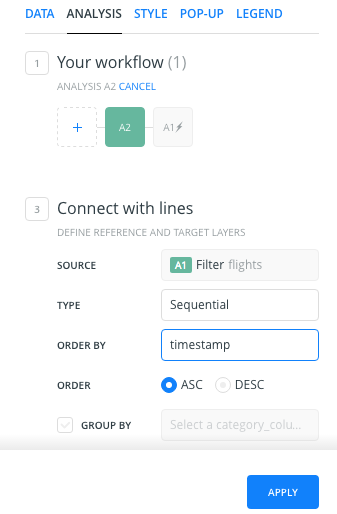 DATA ANALYSIS STYLE POP-UP LEGEND
1 Your workflow (1)
ANALYSIS A2 CANCEL
+ A2 A1
3 Connect with lines
DEFINE REFERENCE AND TARGET LAYERS
SOURCE A1 Filter flights
TYPE Sequential
ORDER BY timestamp
ORDER ASC DESC
GROUP BY Select a category_colu...
APPLY